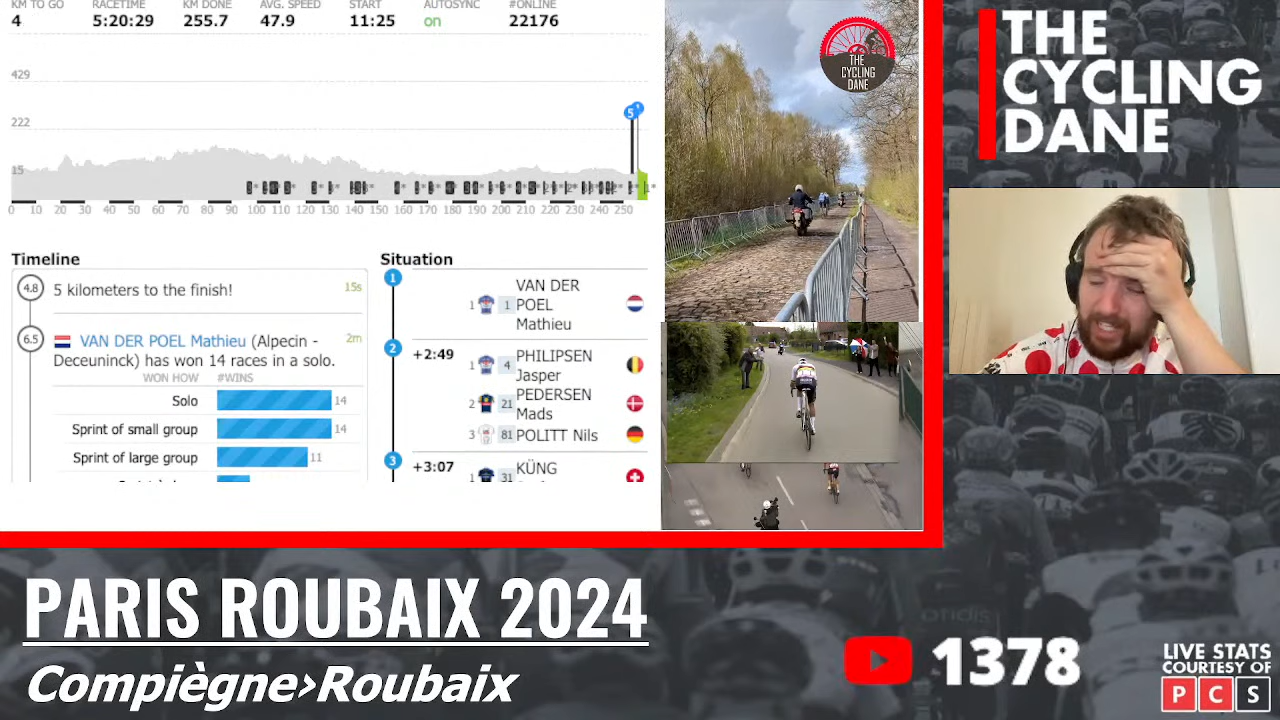 KM TO GO RACETIME KM DONE AVG. SPEED START AUTOSYNC #ONLINE
4 5:20:29 255.7 47.9 11:25 on 22176
429
222
15
0 10 20 30 40 50 60 70 80 90 100 110 120 130 140 150 160 170 180 190 200 210 220 230 240 250
Timeline
4.8 5 kilometers to the finish! 15s
6.5 VAN DER POEL Mathieu (Alpecin - 2m
Deceuninck) has won 14 races in a solo.
WON HOW #WINS
Solo 14
Sprint of small group 14
Sprint of large group 11
Situation
1
1 1 VAN DER
POEL
Mathieu
2 +2:49
1 4 PHILIPSEN
Jasper
2 21 PEDERSEN
Mads
3 81 POLITT Nils
3 +3:07
1 31 KÜNG
THE
CYCLING
DANE
THE
CYCLING
DANE
PARIS ROUBAIX 2024
Compiègne›Roubaix
1378
LIVE STATS
COURTESY OF
PCS